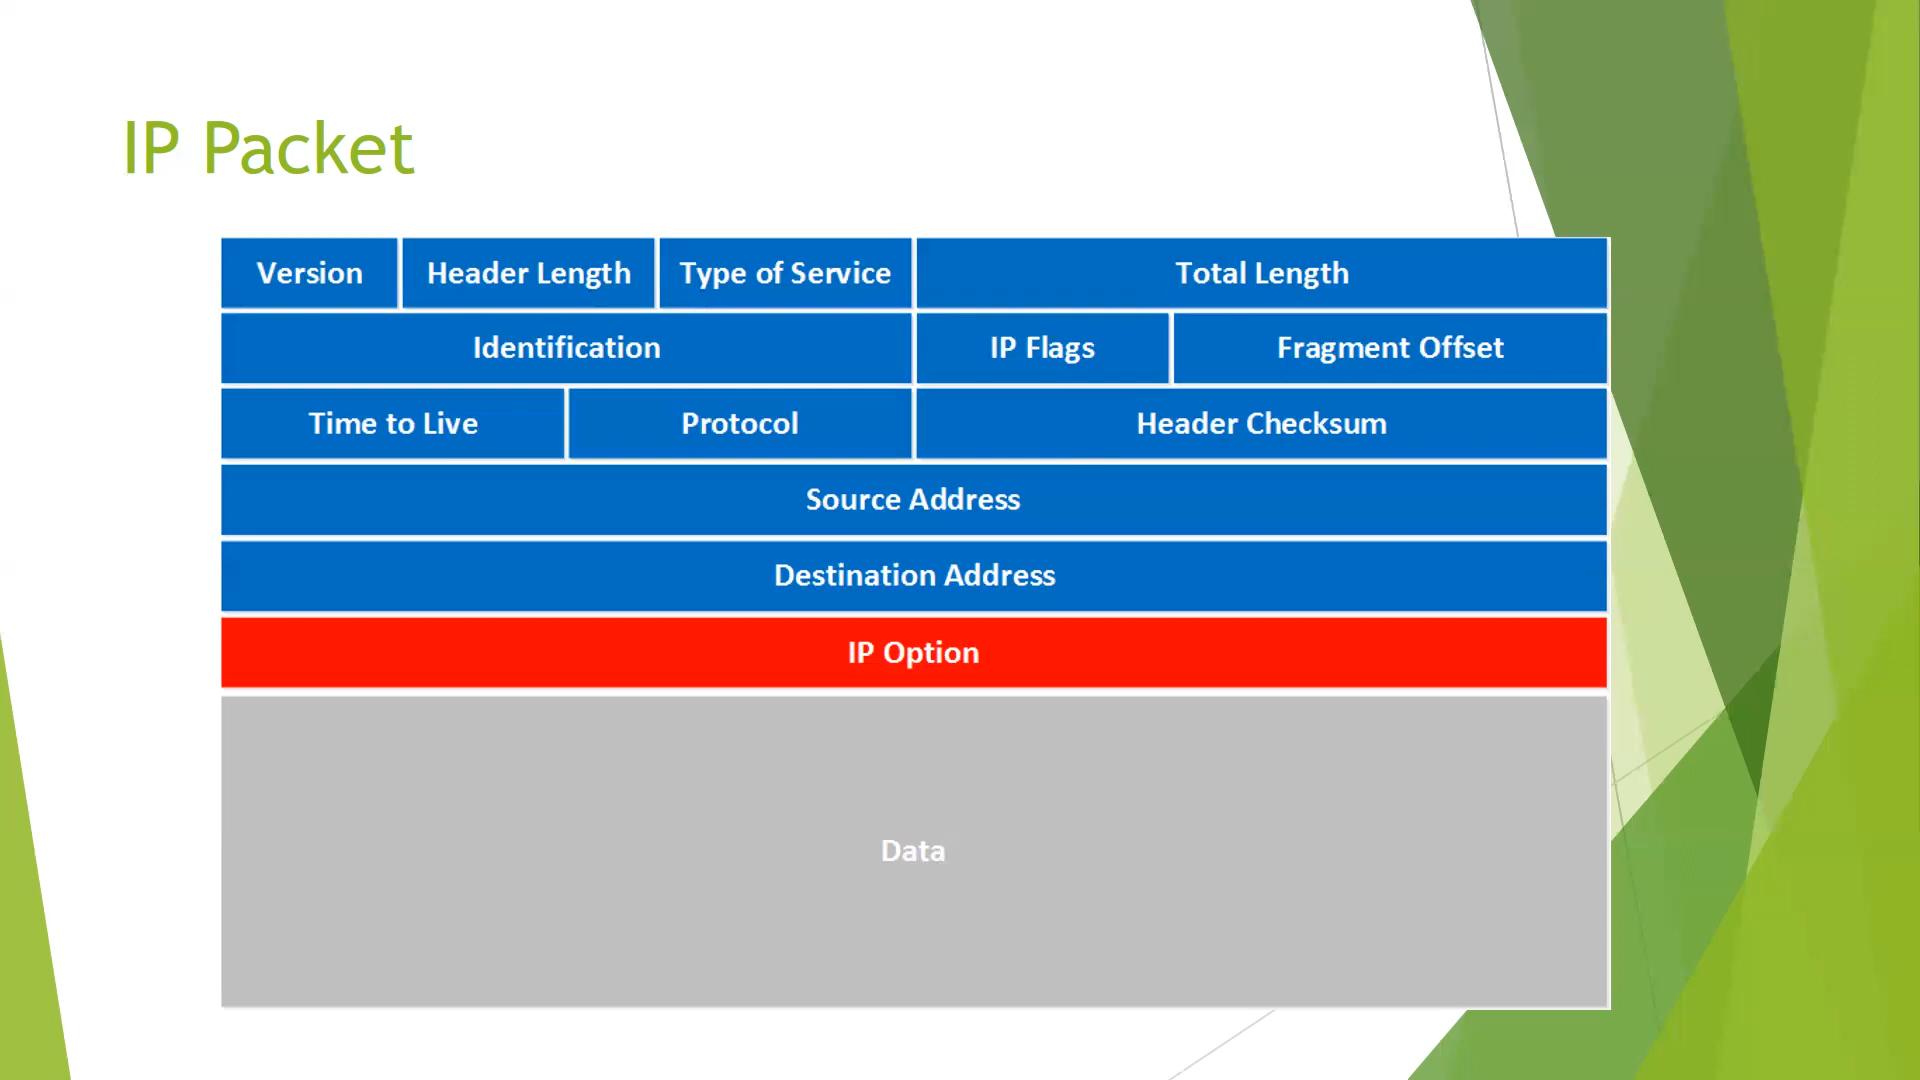 IP Packet
Version Header Length Type of Service Total Length
Identification IP Flags Fragment Offset
Time to Live Protocol Header Checksum
Source Address
Destination Address
IP Option
Data